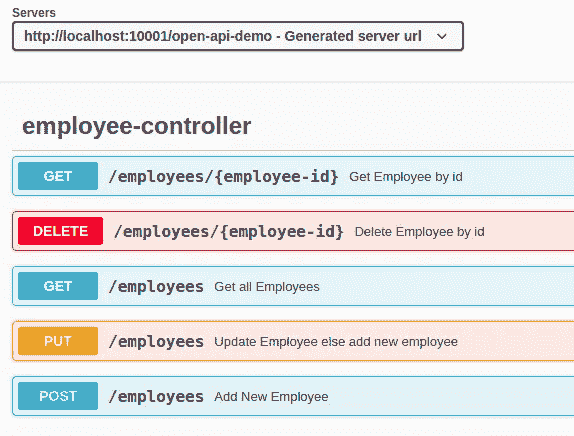 Servers
http://localhost:10001/open-api-demo - Generated server url
employee-controller
GET /employees/{employee-id} Get Employee by id
DELETE /employees/{employee-id} Delete Employee by id
GET /employees Get all Employees
PUT /employees Update Employee else add new employee
POST /employees Add New Employee